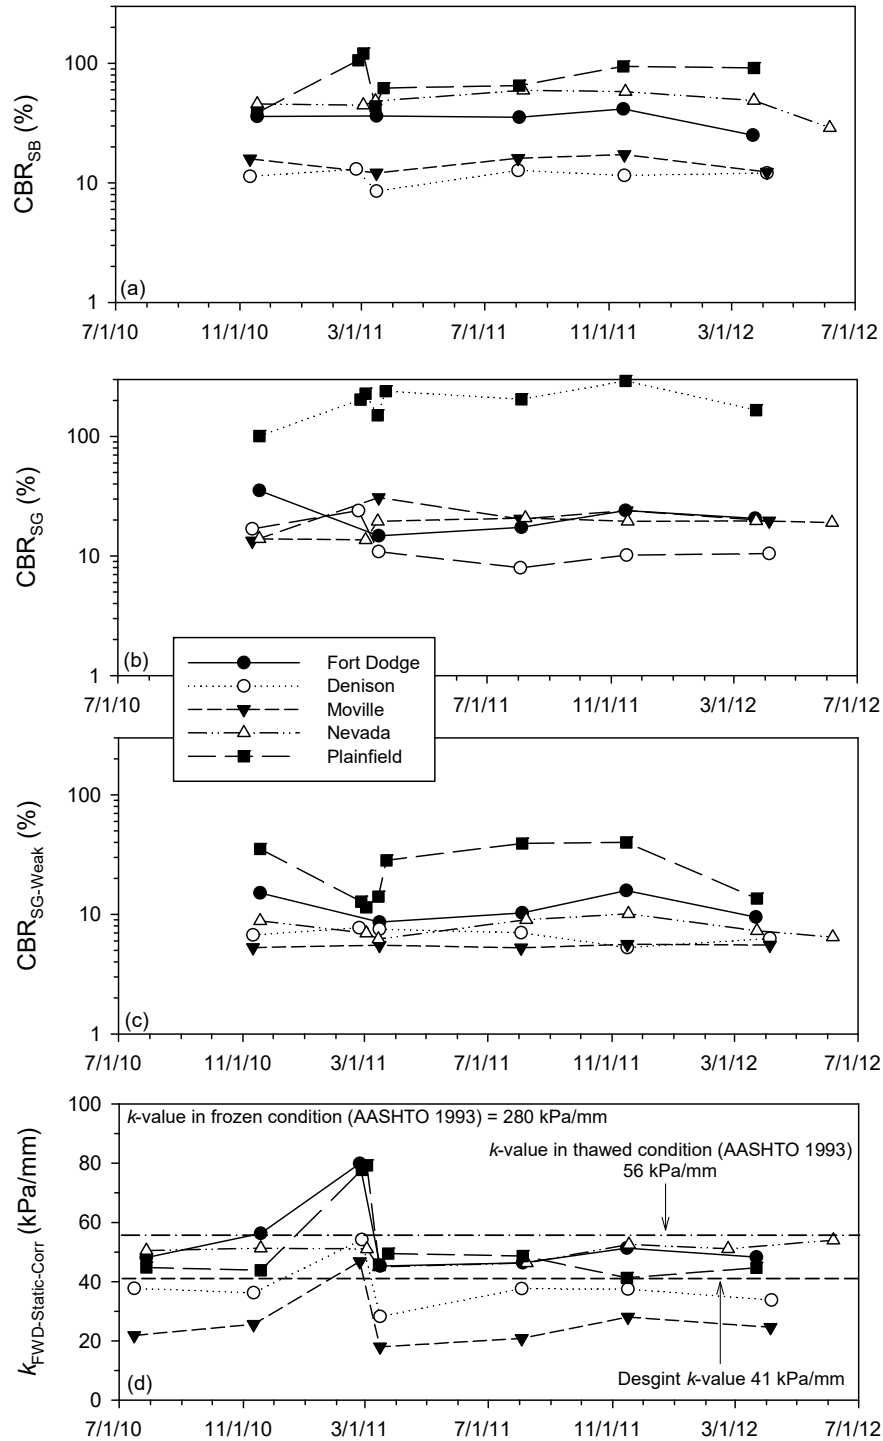 100
10
1
CBR_SB (%)
(a)
7/1/10 11/1/10 3/1/11 7/1/11 11/1/11 3/1/12 7/1/12
100
10
1
CBR_SG (%)
(b)
7/1/10 7/1/11 11/1/11 3/1/12 7/1/12
Fort Dodge
Denison
Moville
Nevada
Plainfield
100
10
1
CBR_SG-Weak (%)
(c)
7/1/10 11/1/10 3/1/11 7/1/11 11/1/11 3/1/12 7/1/12
100
80
60
40
20
0
k_FWD-Static-Corr (kPa/mm)
k-value in frozen condition (AASHTO 1993) = 280 kPa/mm
k-value in thawed condition (AASHTO 1993)
56 kPa/mm
Desgint k-value 41 kPa/mm
(d)
7/1/10 11/1/10 3/1/11 7/1/11 11/1/11 3/1/12 7/1/12